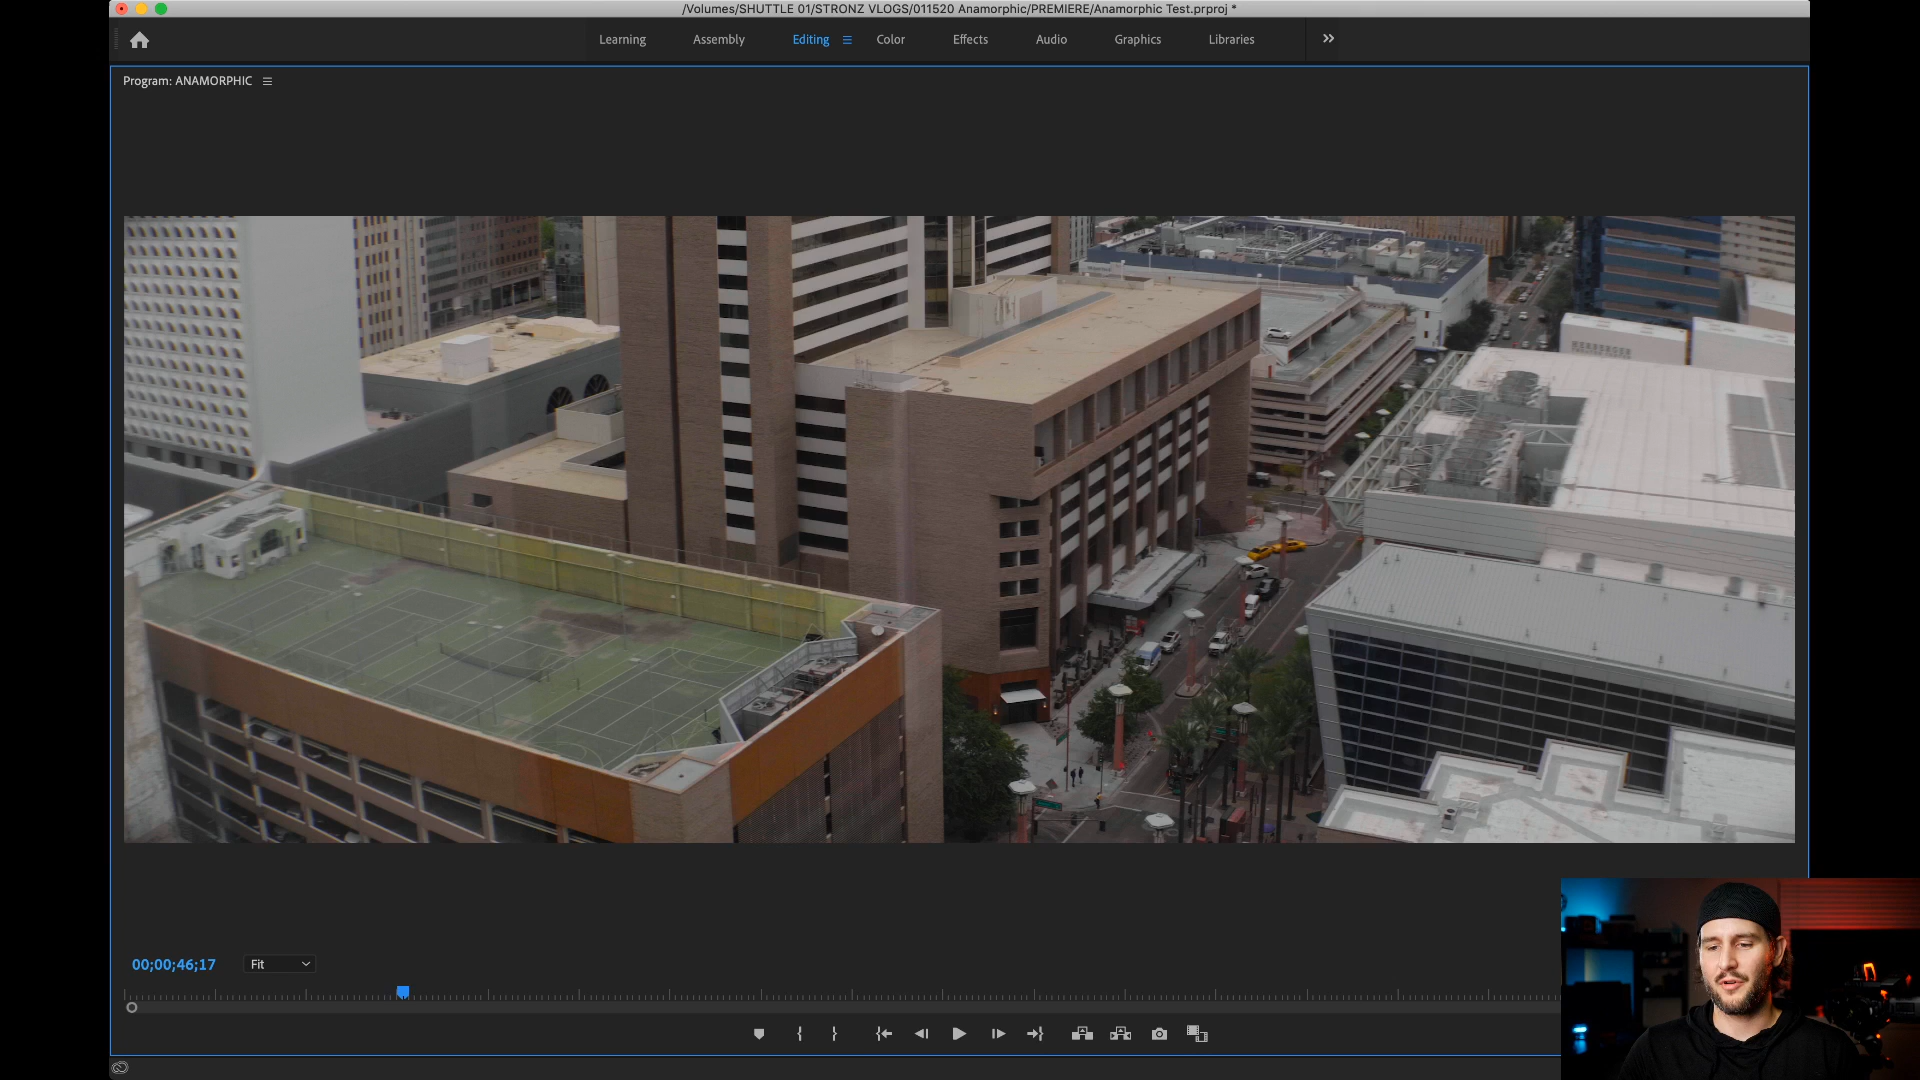 /Volumes/SHUTTLE 01/STRONZ VLOGS/011520 Anamorphic/PREMIERE/Anamorphic Test.prproj *
Learning Assembly Editing Color Effects Audio Graphics Libraries
Program: ANAMORPHIC
00;00;46;17 Fit